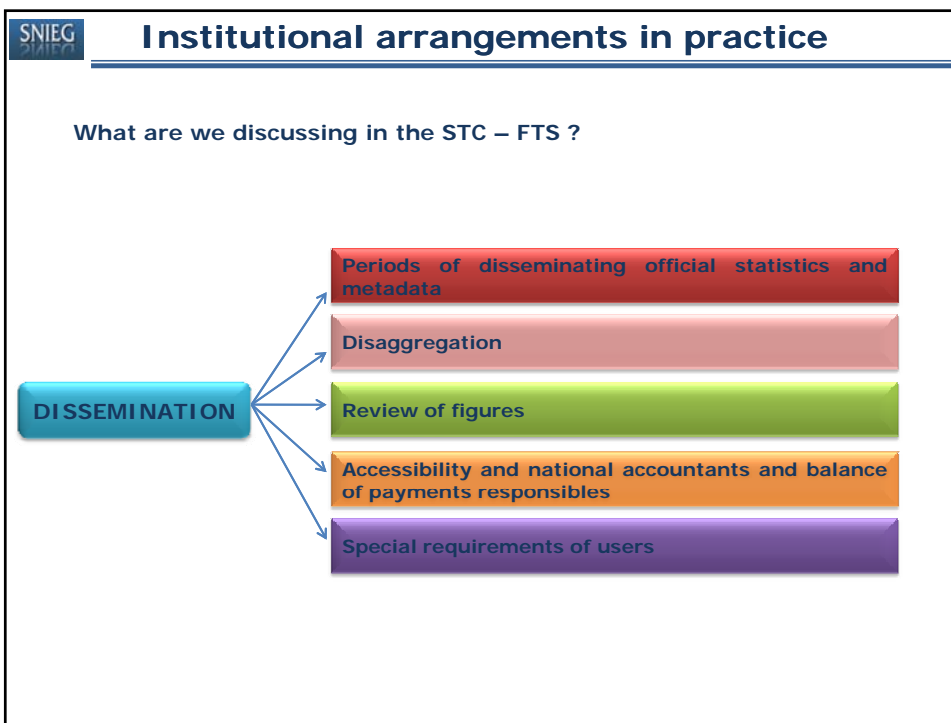 SNIEG
Institutional arrangements in practice
What are we discussing in the STC – FTS ?
DISSEMINATION
Periods of disseminating official statistics and
metadata
Disaggregation
Review of figures
Accessibility and national accountants and balance
of payments responsibles
Special requirements of users